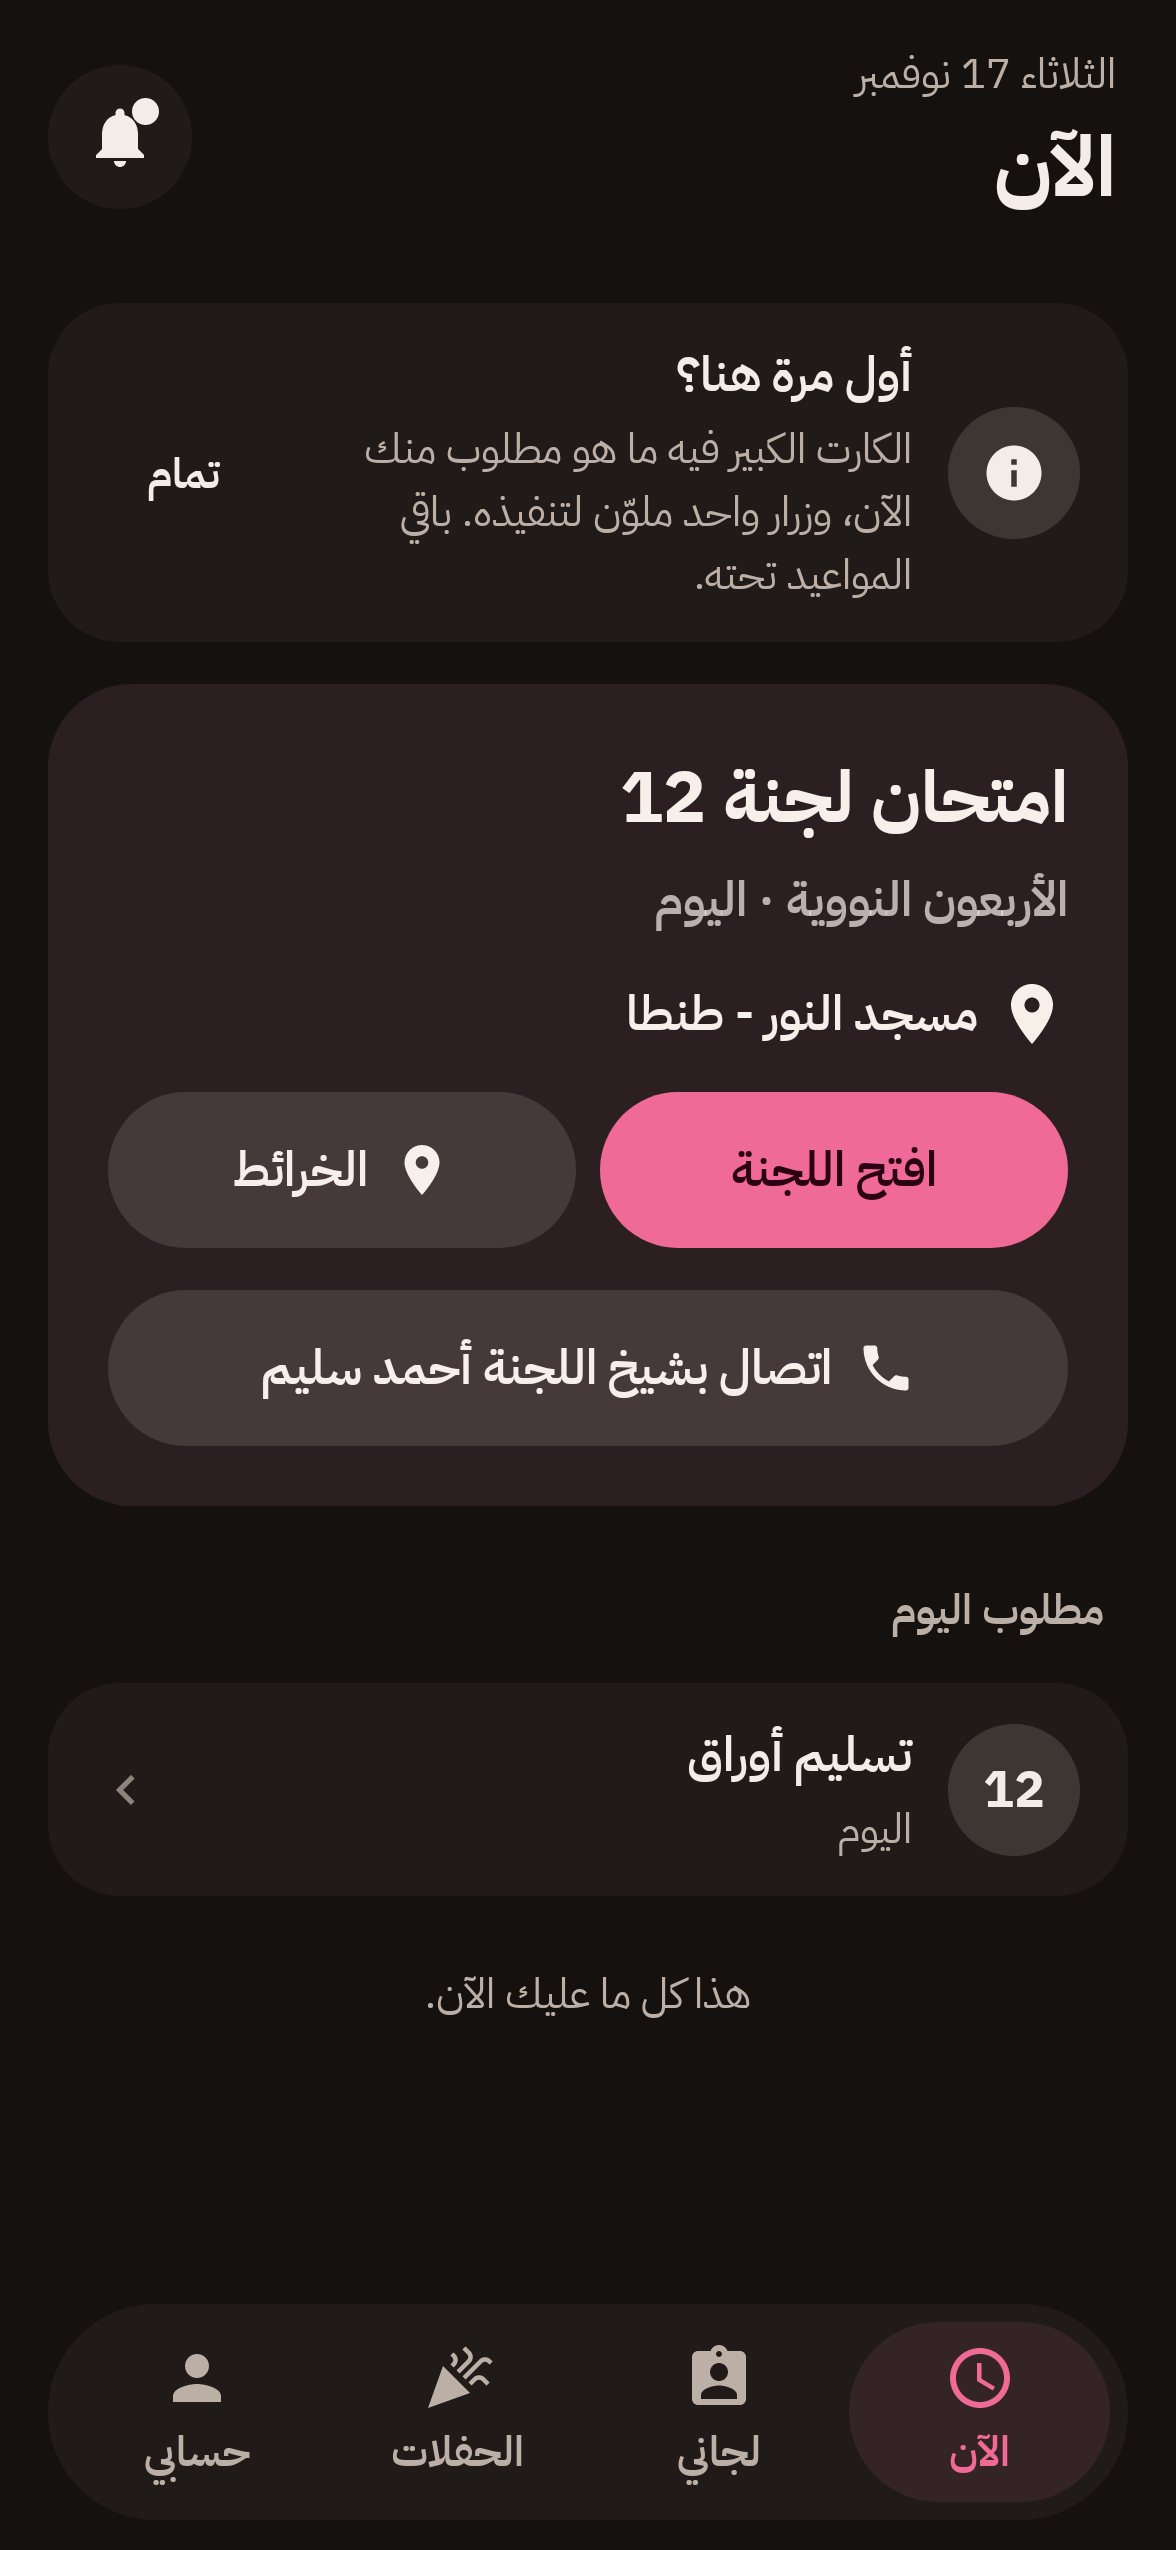 الثلاثاء 17 نوفمبر
الآن
أول مرة هنا؟
الكارت الكبير فيه ما هو مطلوب منك
الآن، وزرار واحد ملوّن لتنفيذه. باقي
المواعيد تحته.
تمام
امتحان لجنة 12
الأربعون النووية · اليوم
مسجد النور - طنطا
افتح اللجنة
الخرائط
اتصال بشيخ اللجنة أحمد سليم
مطلوب اليوم
12
تسليم أوراق
اليوم
هذا كل ما عليك الآن.
الآن
لجاني
الحفلات
حسابي